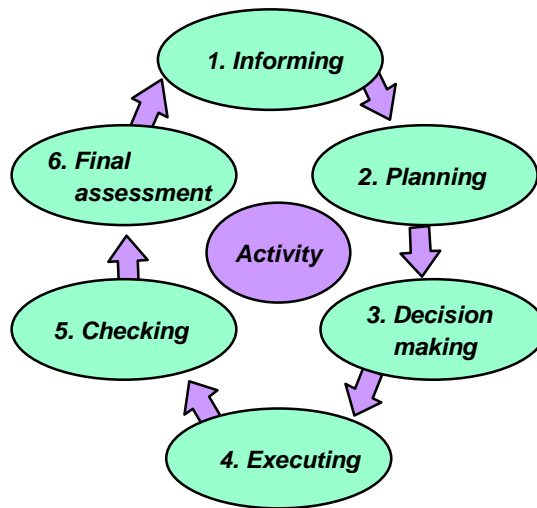 1. Informing
2. Planning
3. Decision
making
4. Executing
5. Checking
6. Final
assessment
Activity